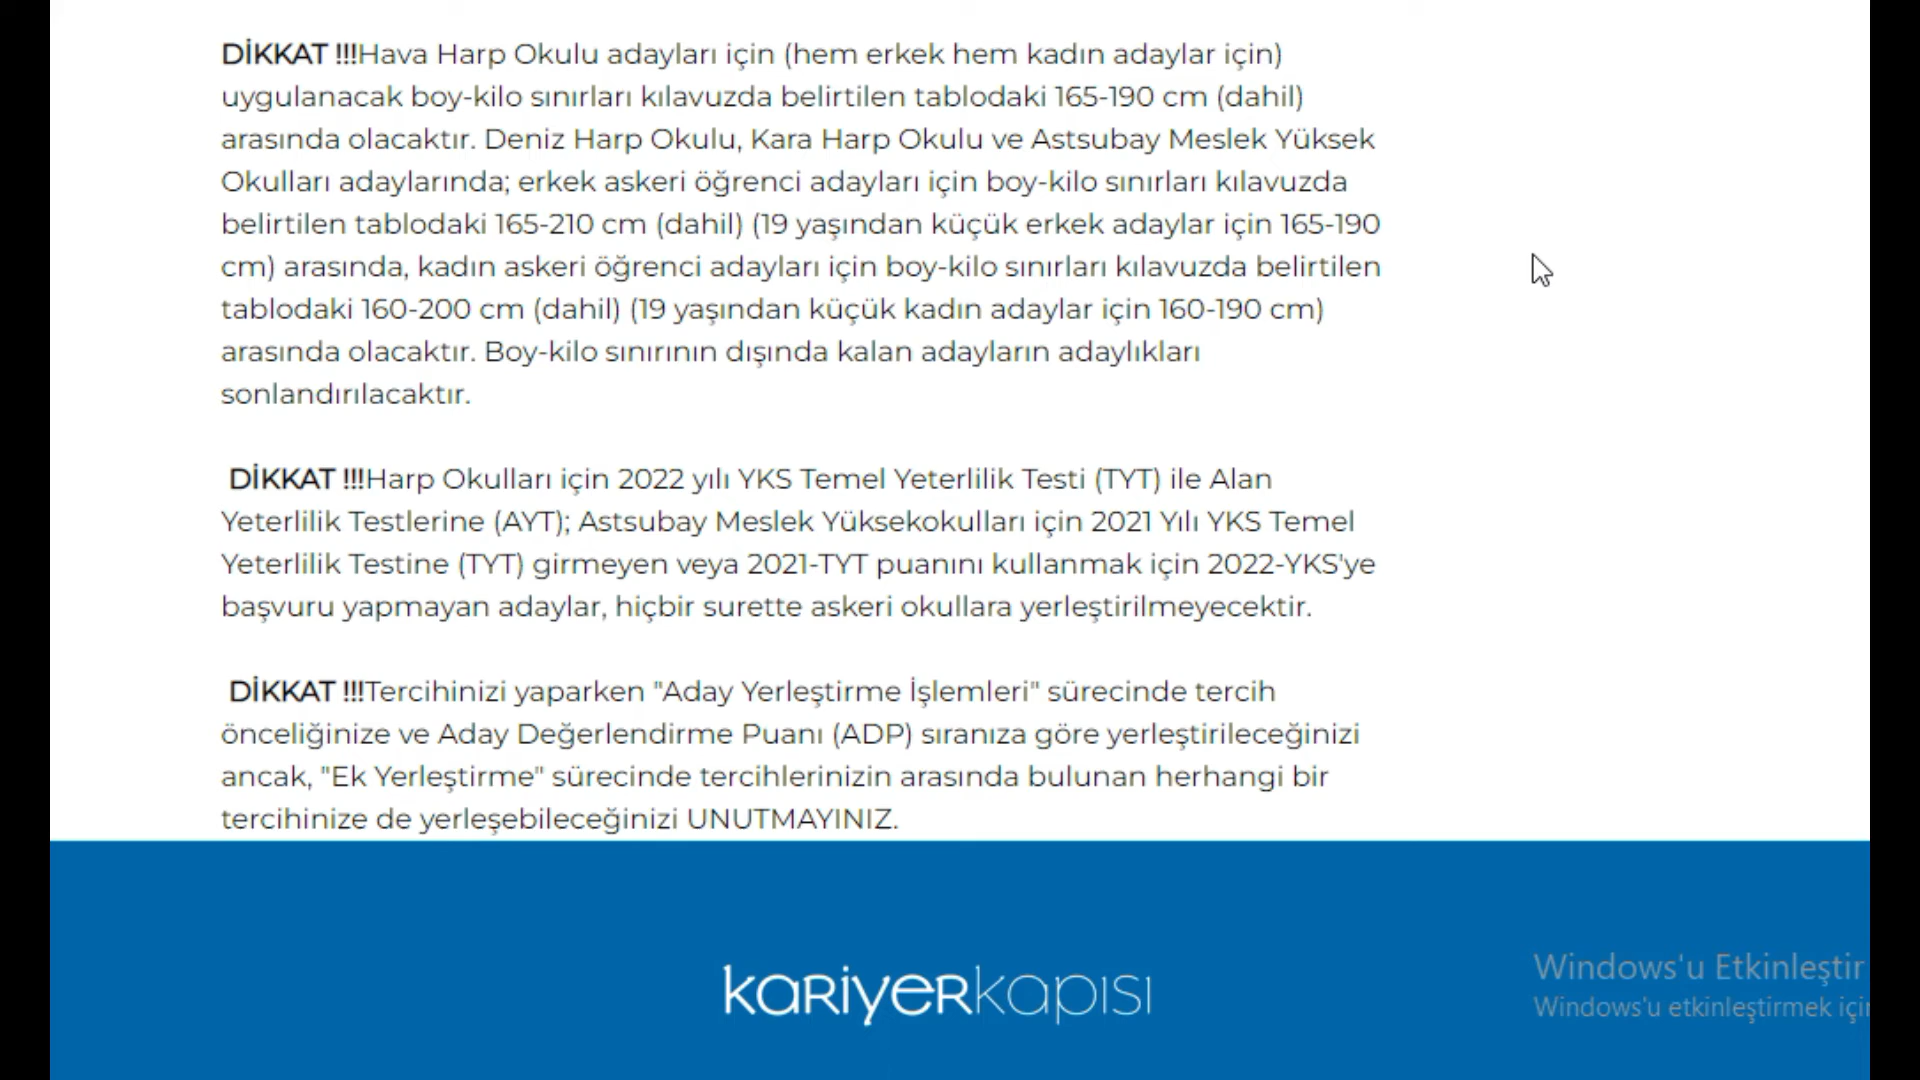 DİKKAT !!!Hava Harp Okulu adayları için (hem erkek hem kadın adaylar için)
uygulanacak boy-kilo sınırları kılavuzda belirtilen tablodaki 165-190 cm (dahil)
arasında olacaktır. Deniz Harp Okulu, Kara Harp Okulu ve Astsubay Meslek Yüksek
Okulları adaylarında; erkek askeri öğrenci adayları için boy-kilo sınırları kılavuzda
belirtilen tablodaki 165-210 cm (dahil) (19 yaşından küçük erkek adaylar için 165-190
cm) arasında, kadın askeri öğrenci adayları için boy-kilo sınırları kılavuzda belirtilen
tablodaki 160-200 cm (dahil) (19 yaşından küçük kadın adaylar için 160-190 cm)
arasında olacaktır. Boy-kilo sınırının dışında kalan adayların adaylıkları
sonlandırılacaktır.
DİKKAT !!!Harp Okulları için 2022 yılı YKS Temel Yeterlilik Testi (TYT) ile Alan
Yeterlilik Testlerine (AYT); Astsubay Meslek Yüksekokulları için 2021 Yılı YKS Temel
Yeterlilik Testine (TYT) girmeyen veya 2021-TYT puanını kullanmak için 2022-YKS'ye
başvuru yapmayan adaylar, hiçbir surette askeri okullara yerleştirilmeyecektir.
DİKKAT !!!Tercihinizi yaparken "Aday Yerleştirme İşlemleri" sürecinde tercih
önceliğinize ve Aday Değerlendirme Puanı (ADP) sıranıza göre yerleştirileceğinizi
ancak, "Ek Yerleştirme" sürecinde tercihlerinizin arasında bulunan herhangi bir
tercihinize de yerleşebileceğinizi UNUTMAYINIZ.
kariyerkapısı
Windows'u Etkinleştir
Windows'u etkinleştirmek için